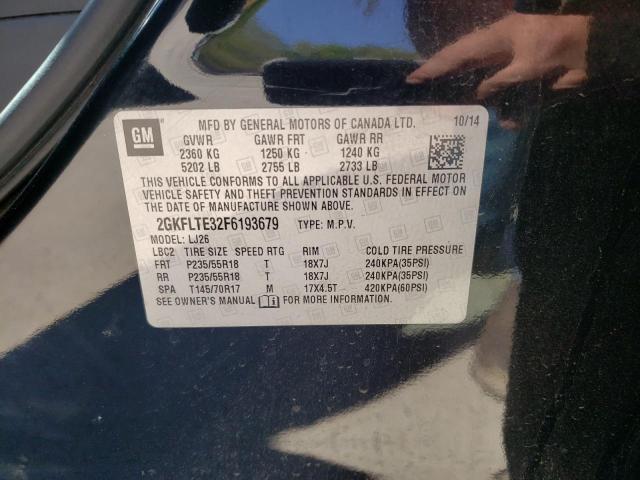 GM
MFD BY GENERAL MOTORS OF CANADA LTD. 10/14
GVWR GAWR FRT GAWR RR
2360 KG 1250 KG 1240 KG
5202 LB 2755 LB 2733 LB
THIS VEHICLE CONFORMS TO ALL APPLICABLE U.S. FEDERAL MOTOR
VEHICLE SAFETY AND THEFT PREVENTION STANDARDS IN EFFECT ON
THE DATE OF MANUFACTURE SHOWN ABOVE.
2GKFLTE32F6193679 TYPE: M.P.V.
MODEL: LJ26
LBC2 TIRE SIZE SPEED RTG RIM COLD TIRE PRESSURE
FRT P235/55R18 T 18X7J 240KPA(35PSI)
RR P235/55R18 T 18X7J 240KPA(35PSI)
SPA T145/70R17 M 17X4.5T 420KPA(60PSI)
SEE OWNER'S MANUAL FOR MORE INFORMATION.